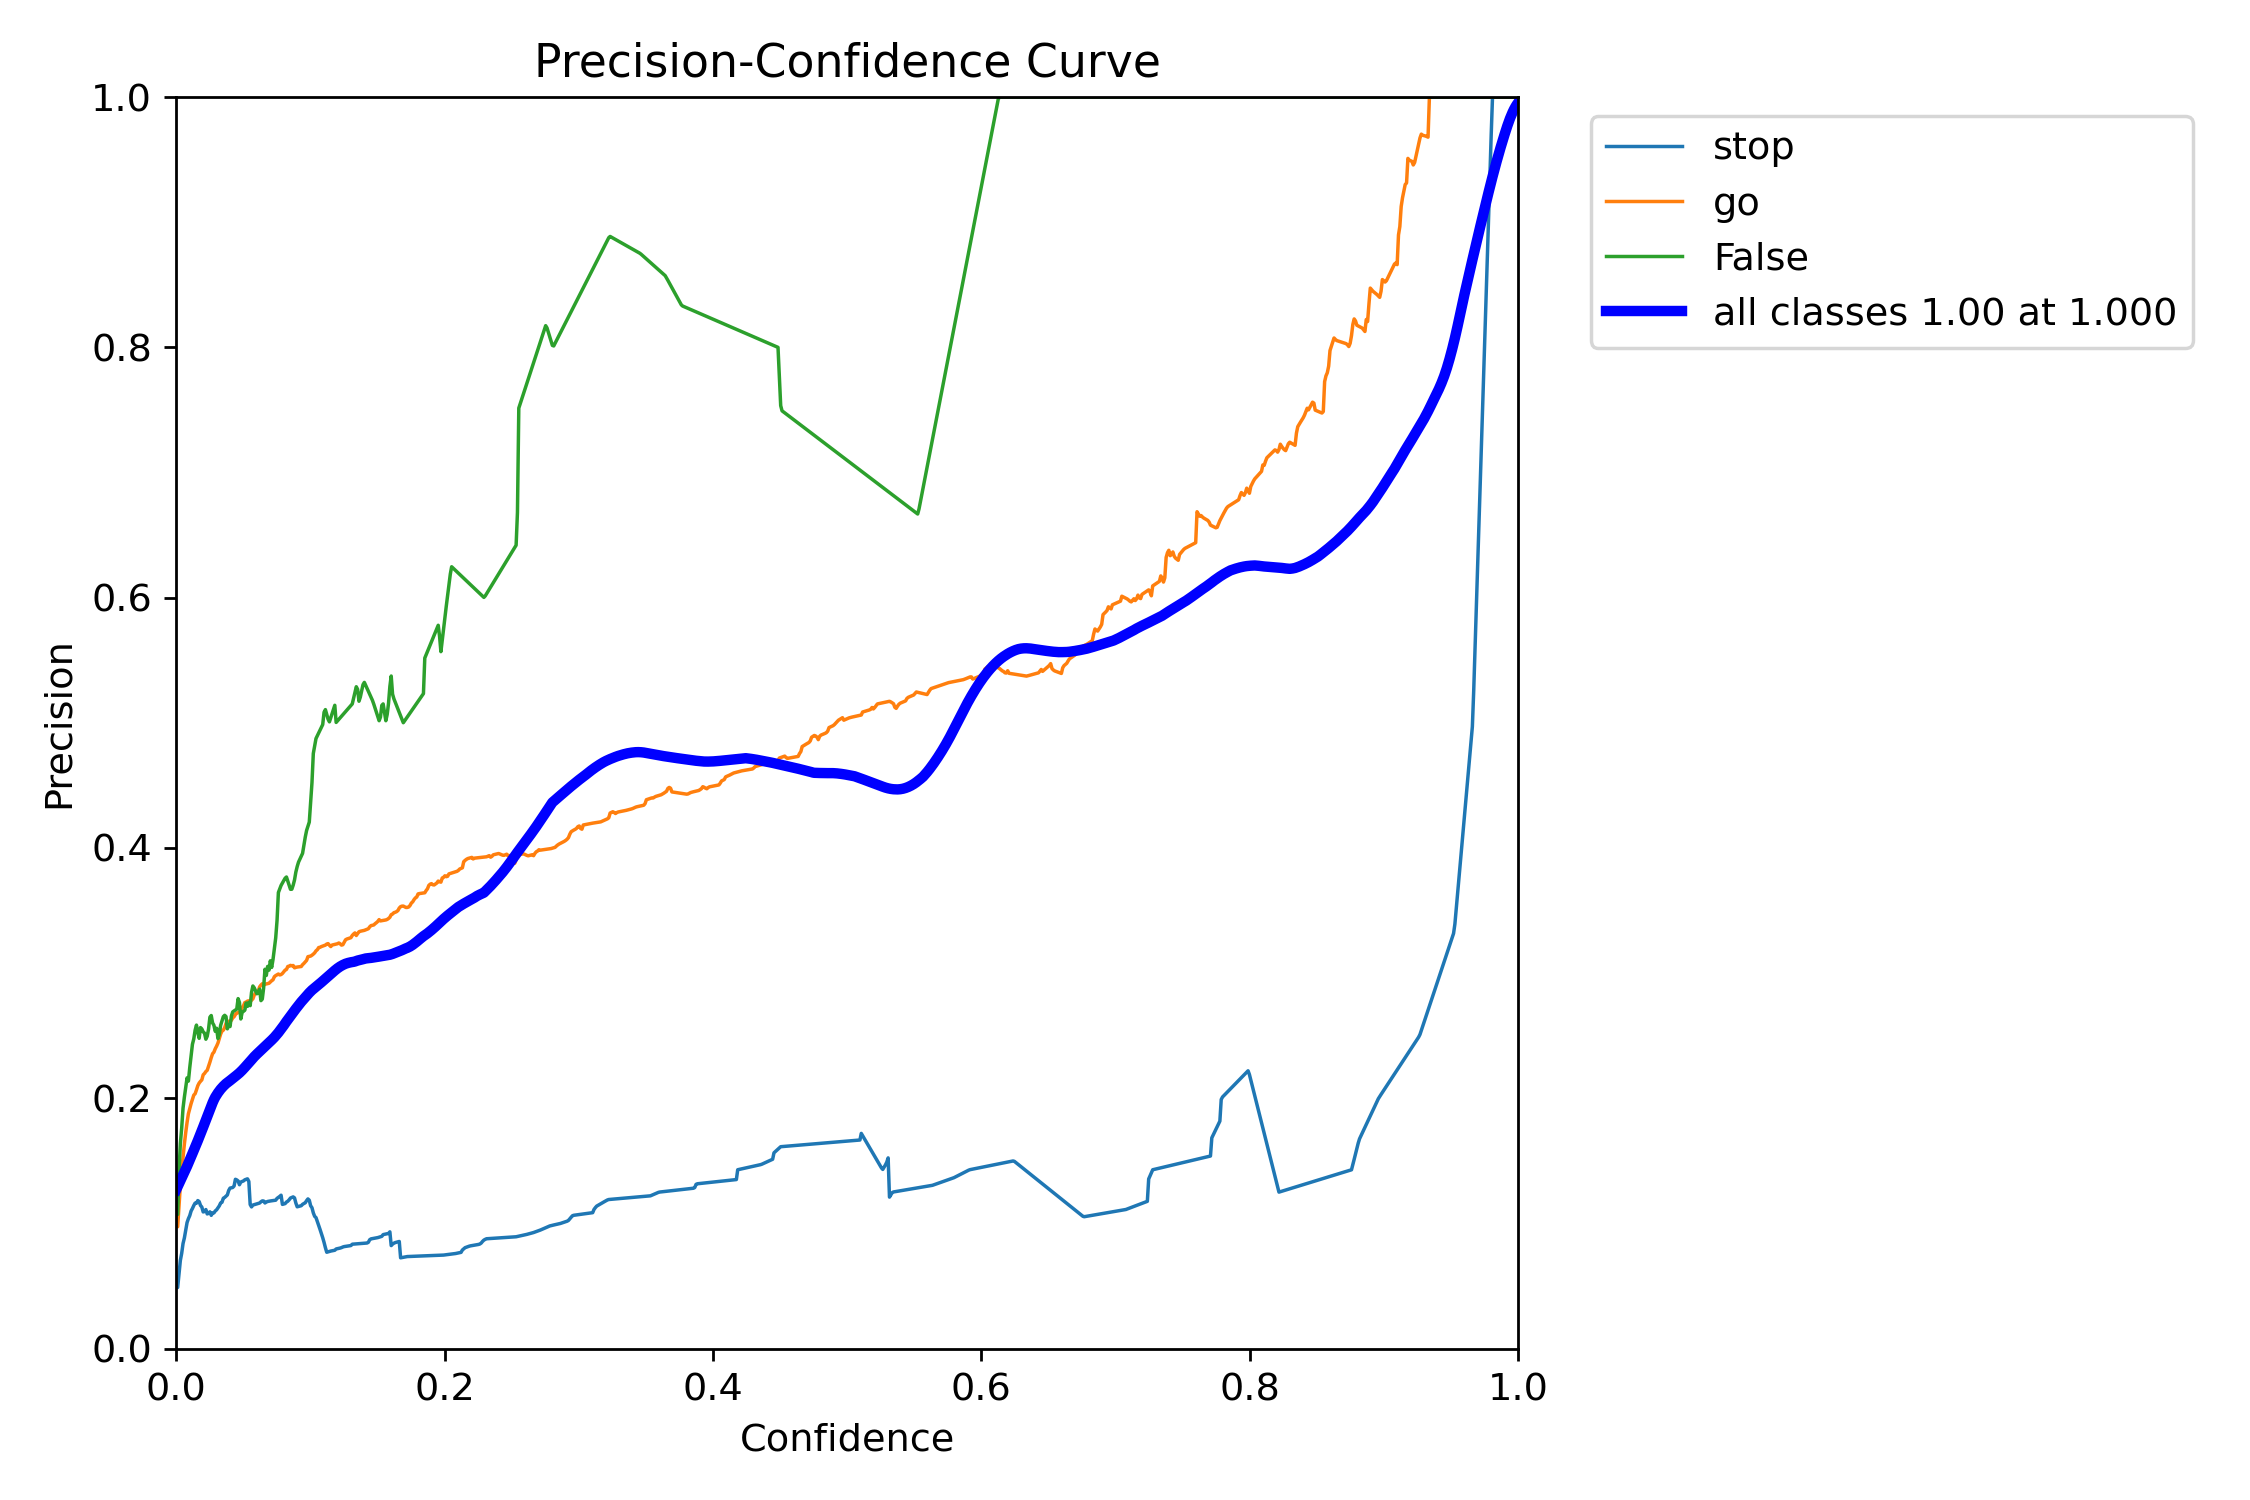 Precision-Confidence Curve
1.0
0.8
0.6
0.4
0.2
0.0
Precision
0.0 0.2 0.4 0.6 0.8 1.0
Confidence
stop
go
False
all classes 1.00 at 1.000